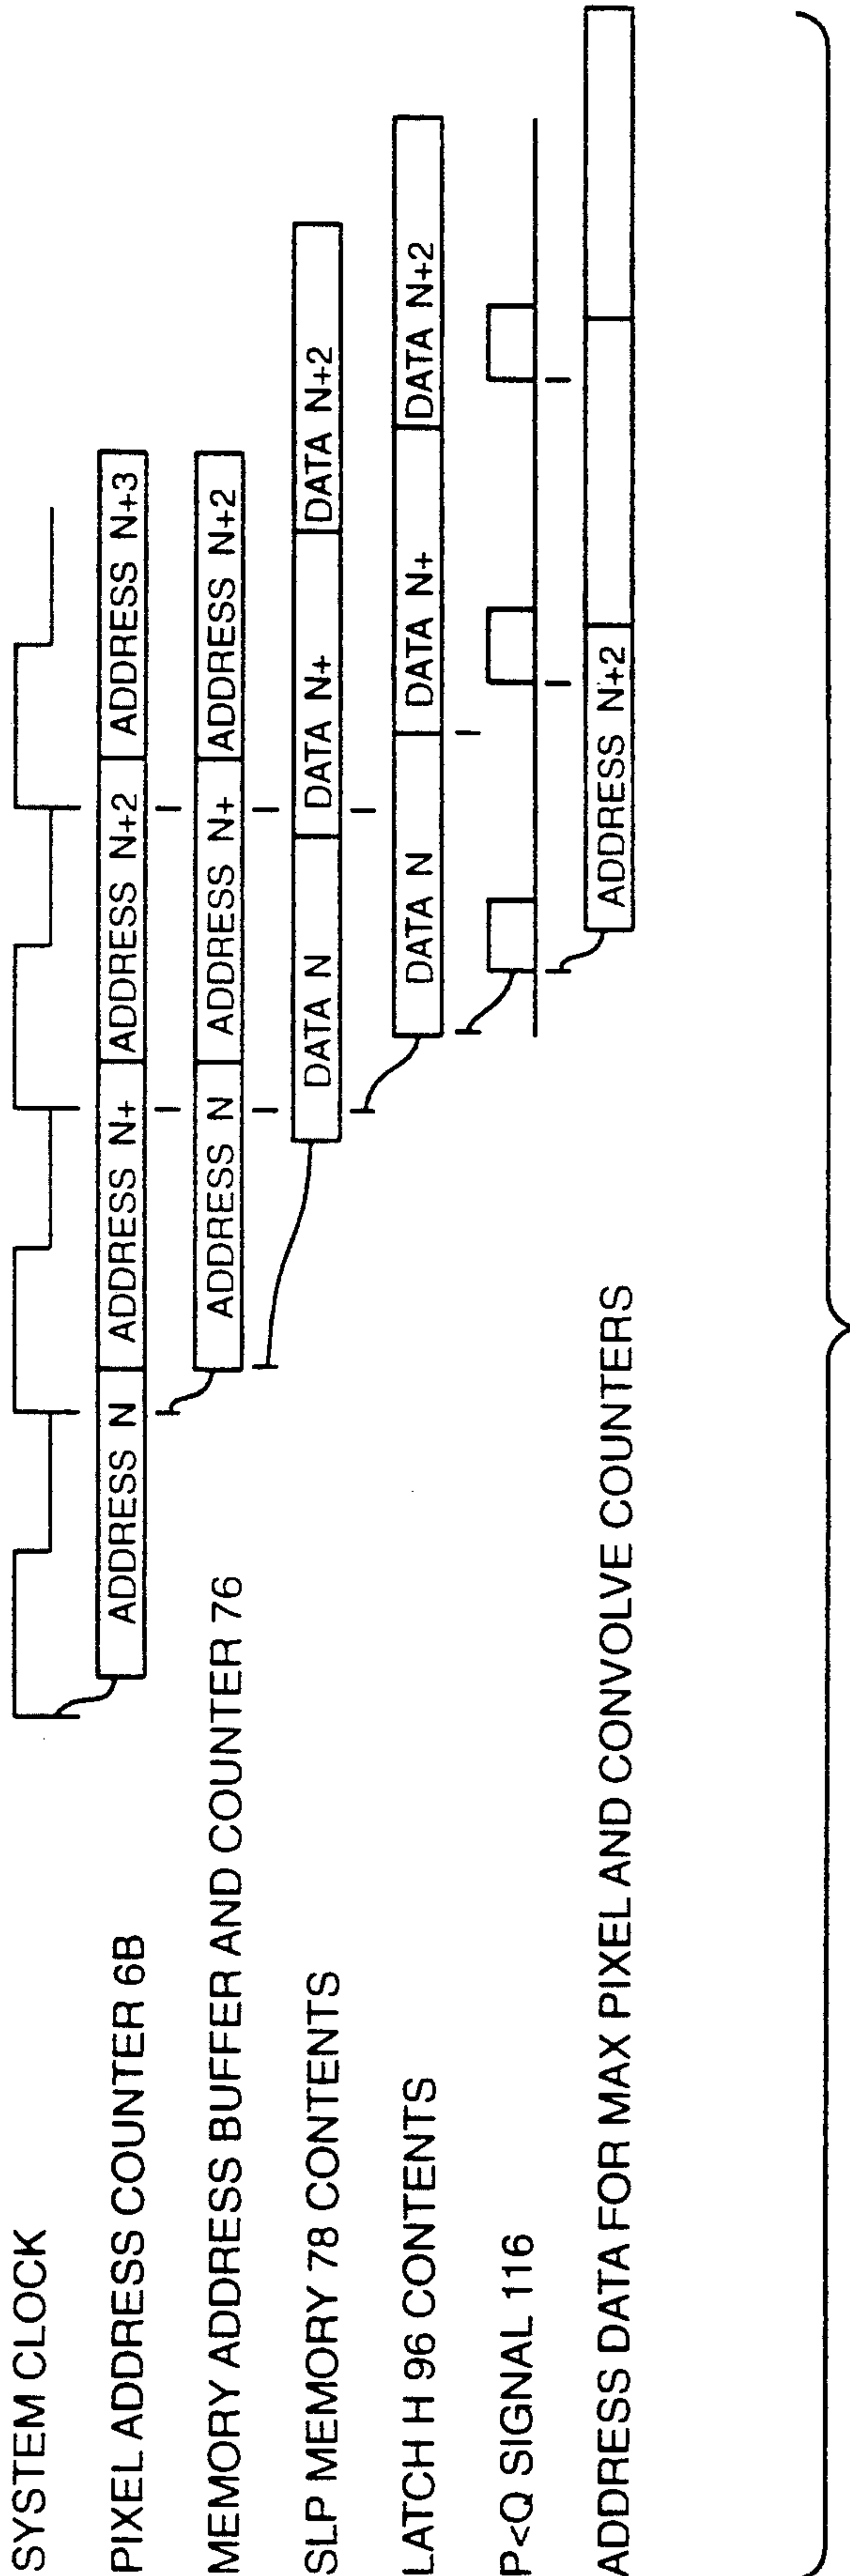 SYSTEM CLOCK
PIXEL ADDRESS COUNTER 6B
ADDRESS N
ADDRESS N+
ADDRESS N+2
ADDRESS N+3
MEMORY ADDRESS BUFFER AND COUNTER 76
ADDRESS N
ADDRESS N+
ADDRESS N+2
SLP MEMORY 78 CONTENTS
DATA N
DATA N+
DATA N+2
LATCH H 96 CONTENTS
DATA N
DATA N+
DATA N+2
P<Q SIGNAL 116
ADDRESS DATA FOR MAX PIXEL AND CONVOLVE COUNTERS
ADDRESS N+2